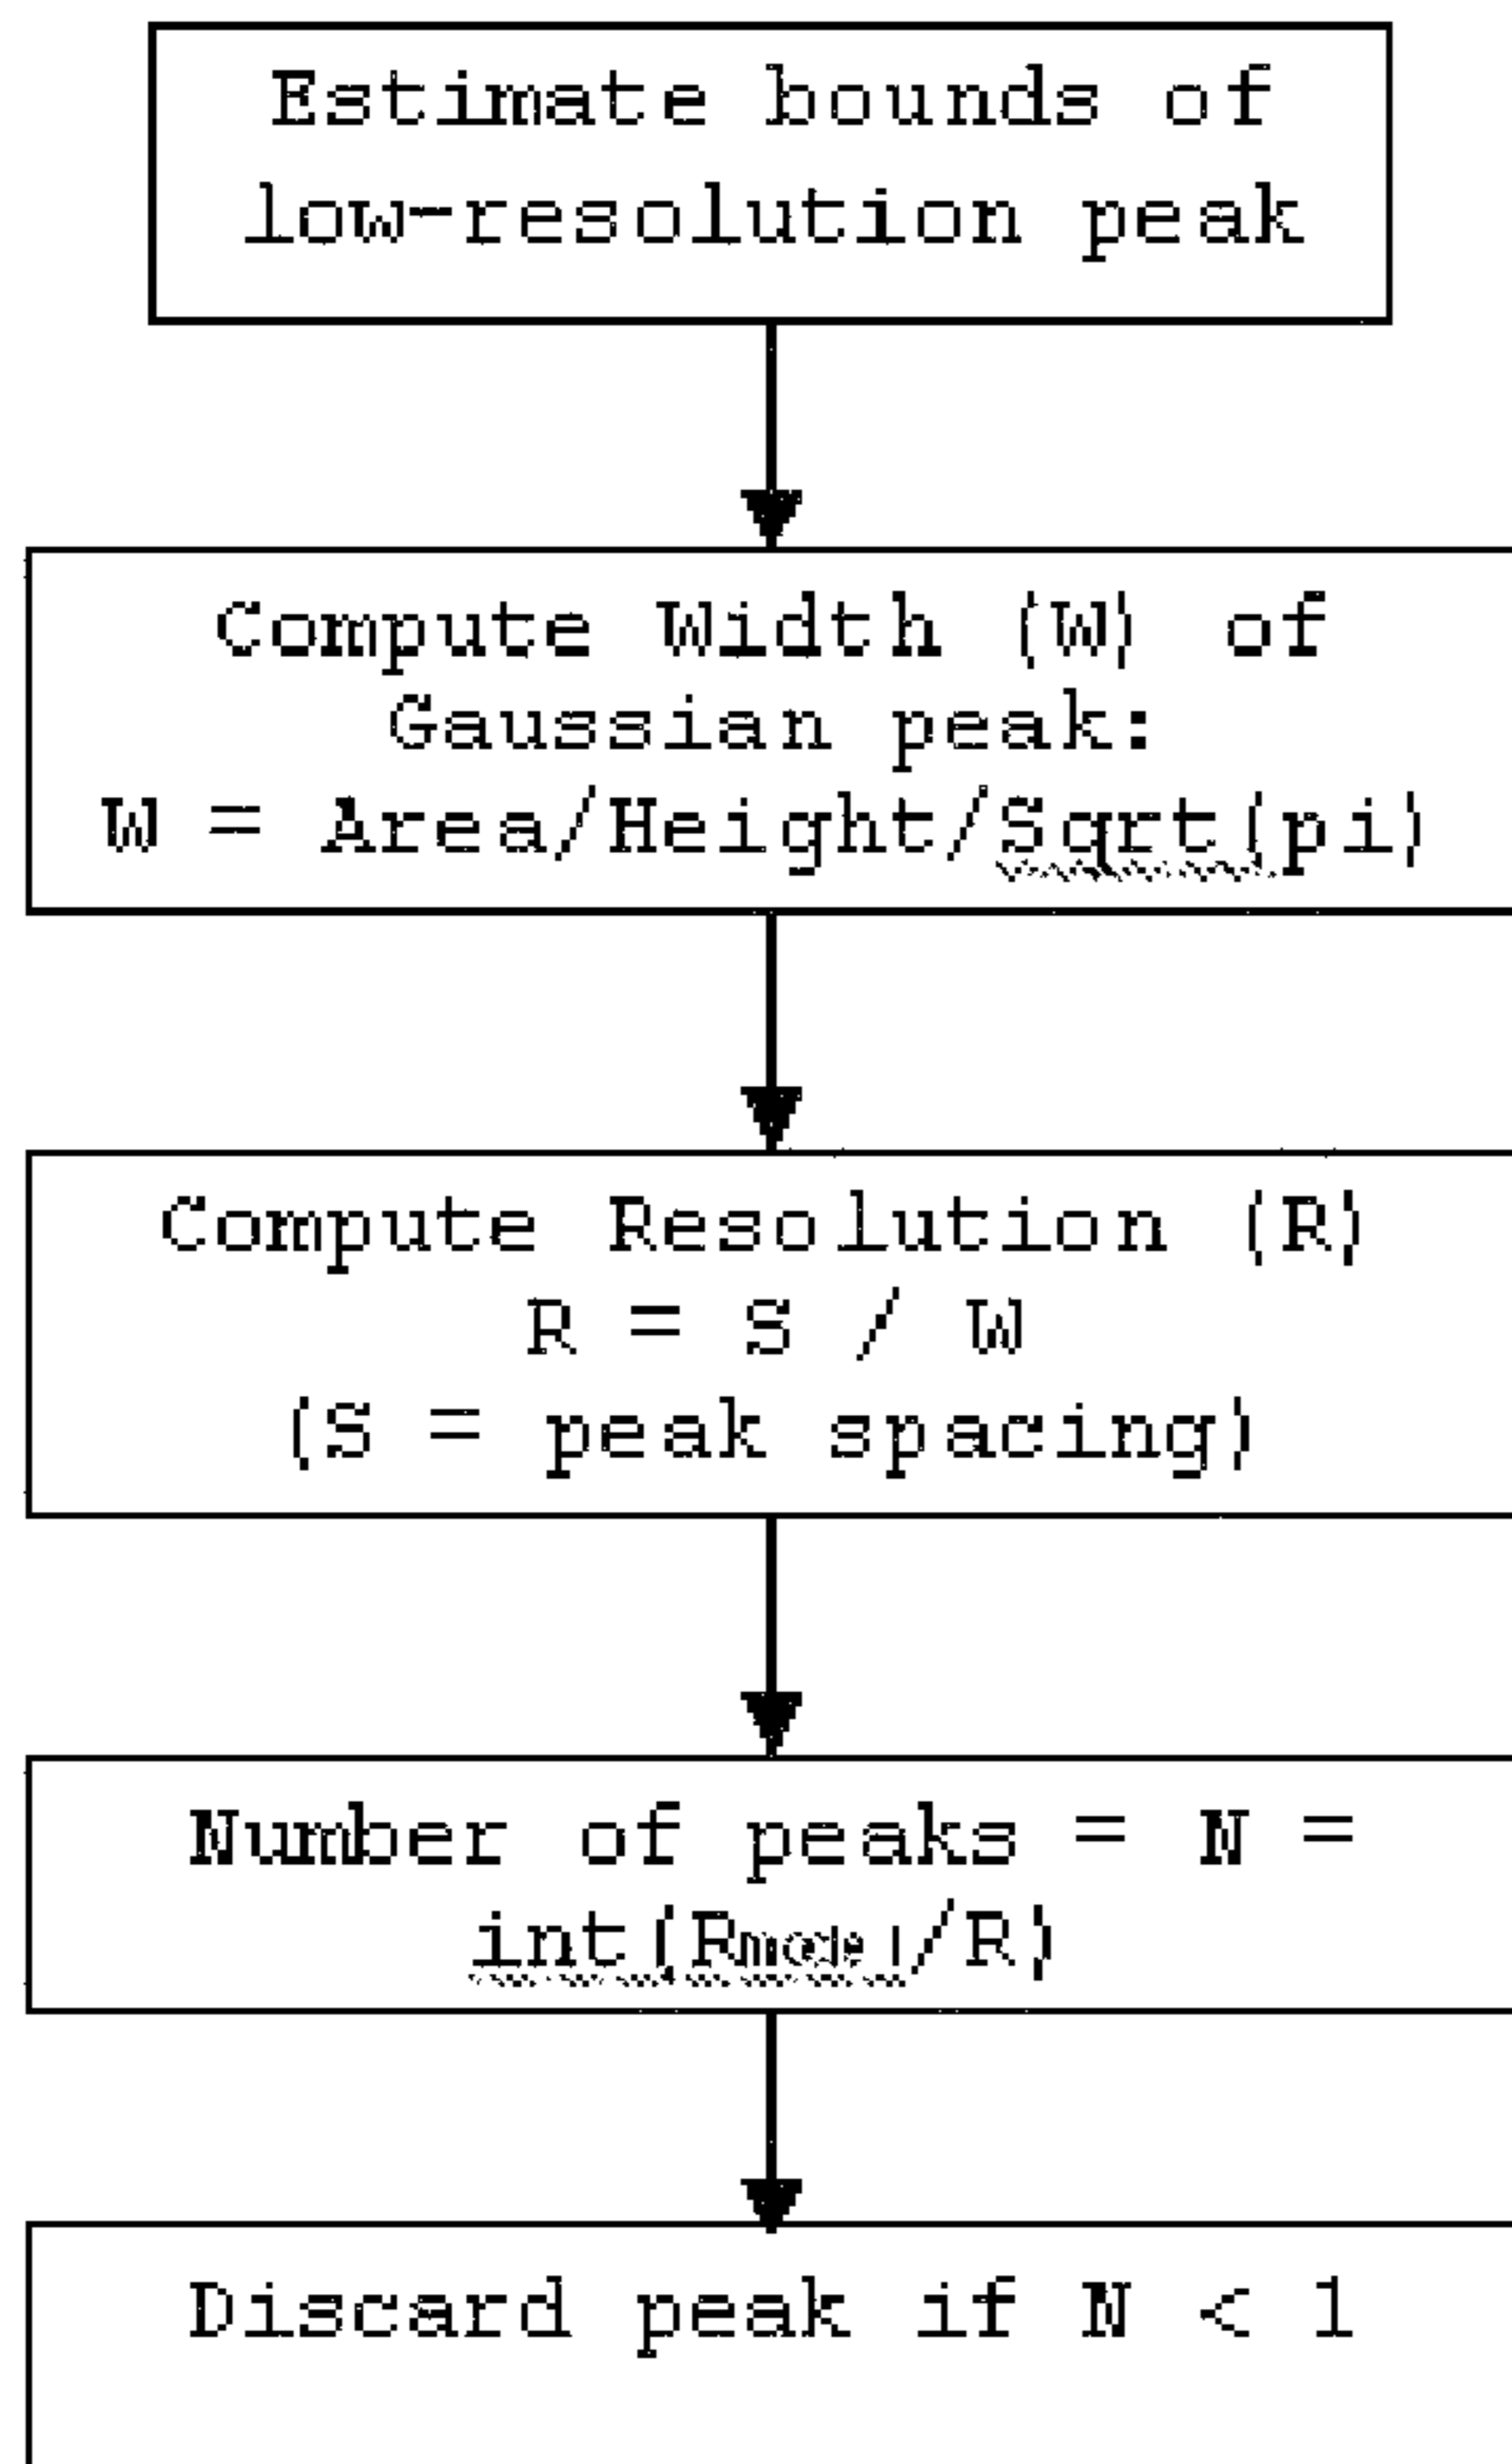 Estimate bounds of
low-resolution peak
Compute Width (W) of
Gaussian peak:
W = Area/Height/Sqrt(pi)
Compute Resolution (R)
R = S / W
(S = peak spacing)
Number of peaks = N =
int(Rmodel/R)
Discard peak if N < 1